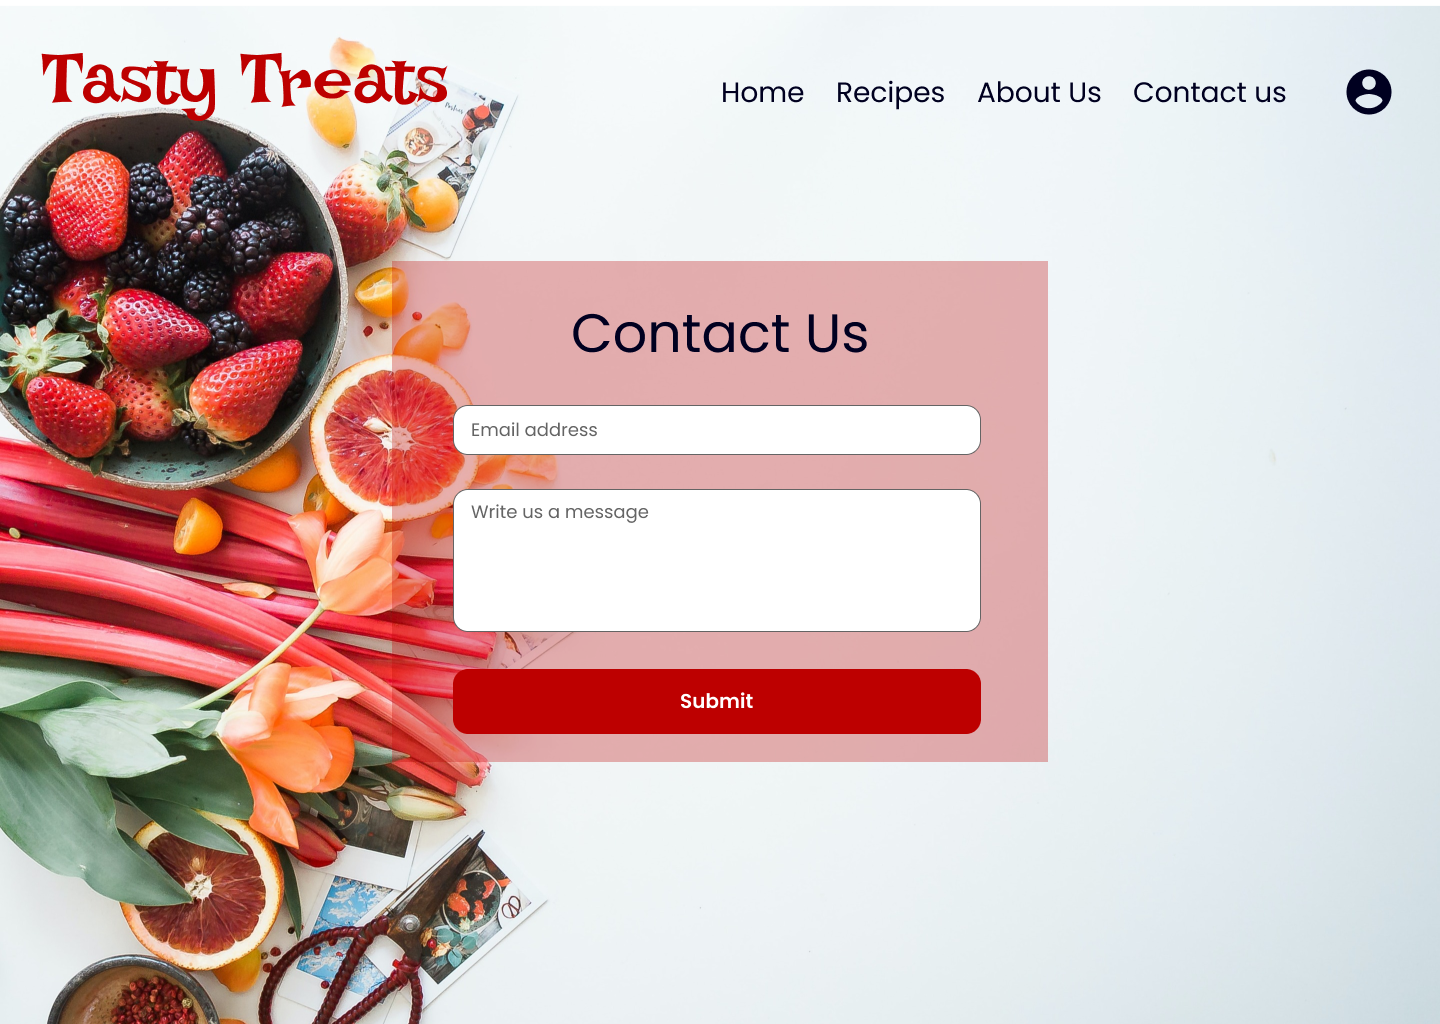 Tasty Treats
Home Recipes About Us Contact us
Contact Us
Email address
Write us a message
Submit